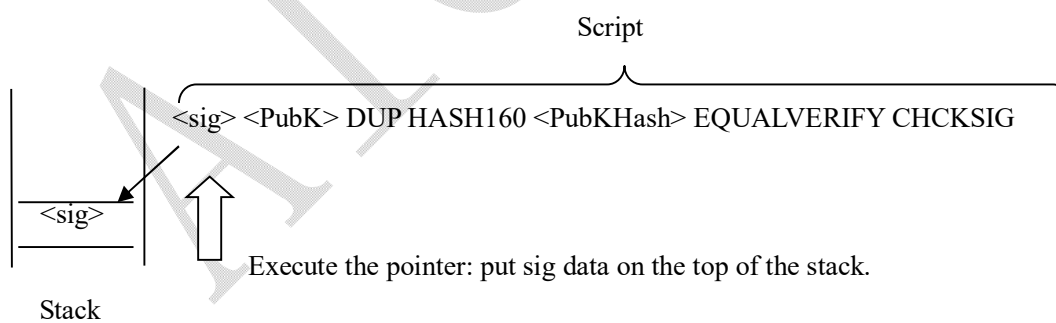 Script
<sig> <PubK> DUP HASH160 <PubKHash> EQUALVERIFY CHCKSIG
<sig>
Execute the pointer: put sig data on the top of the stack.
Stack